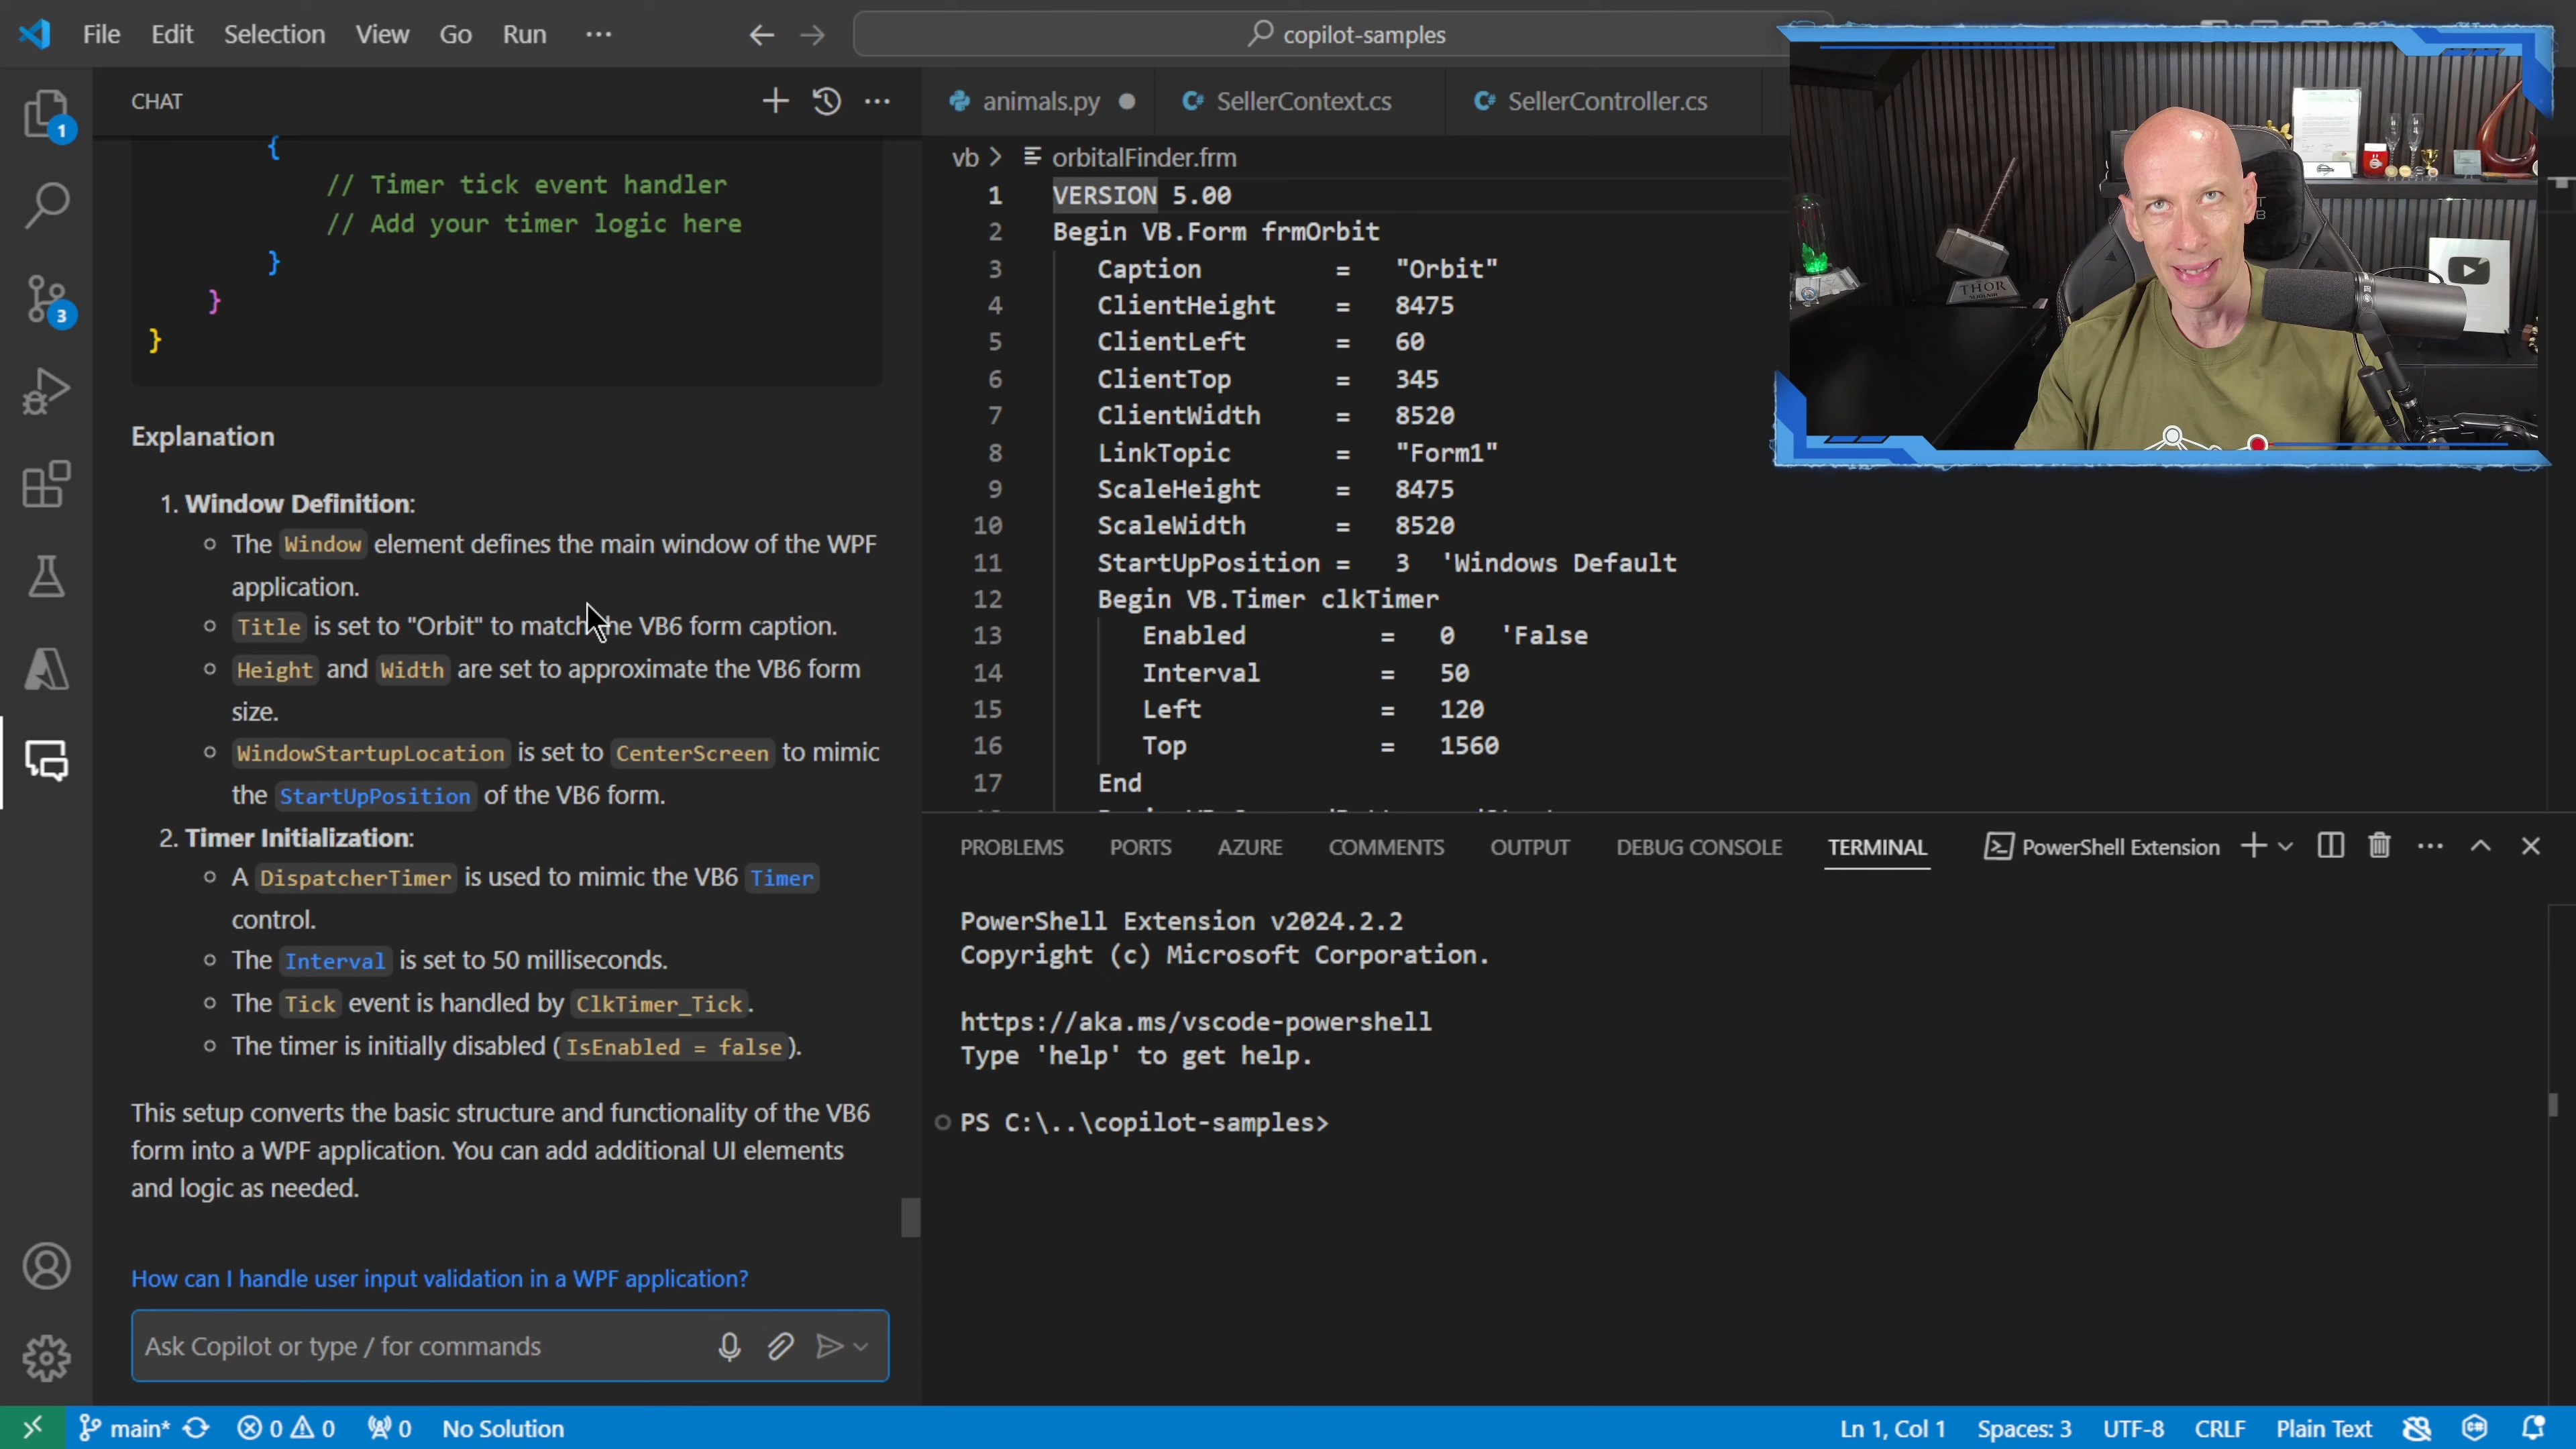 File Edit Selection View Go Run ···
copilot-samples
CHAT
{
// Timer tick event handler
// Add your timer logic here
}
}
}
Explanation
1. Window Definition:
The Window element defines the main window of the WPF
application.
Title is set to "Orbit" to match the VB6 form caption.
Height and Width are set to approximate the VB6 form
size.
WindowStartupLocation is set to CenterScreen to mimic
the StartUpPosition of the VB6 form.
2. Timer Initialization:
A DispatcherTimer is used to mimic the VB6 Timer
control.
The Interval is set to 50 milliseconds.
The Tick event is handled by ClkTimer_Tick.
The timer is initially disabled (IsEnabled = false).
This setup converts the basic structure and functionality of the VB6
form into a WPF application. You can add additional UI elements
and logic as needed.
How can I handle user input validation in a WPF application?
Ask Copilot or type / for commands
1
3
animals.py SellerContext.cs SellerController.cs
vb > orbitalFinder.frm
1 VERSION 5.00
2 Begin VB.Form frmOrbit
3 Caption = "Orbit"
4 ClientHeight = 8475
5 ClientLeft = 60
6 ClientTop = 345
7 ClientWidth = 8520
8 LinkTopic = "Form1"
9 ScaleHeight = 8475
10 ScaleWidth = 8520
11 StartUpPosition = 3 'Windows Default
12 Begin VB.Timer clkTimer
13 Enabled = 0 'False
14 Interval = 50
15 Left = 120
16 Top = 1560
17 End
THOR
PROBLEMS PORTS AZURE COMMENTS OUTPUT DEBUG CONSOLE TERMINAL PowerShell Extension
PowerShell Extension v2024.2.2
Copyright (c) Microsoft Corporation.
https://aka.ms/vscode-powershell
Type 'help' to get help.
PS C:\..\copilot-samples>
main* 0 0 0 No Solution
Ln 1, Col 1 Spaces: 3 UTF-8 CRLF Plain Text